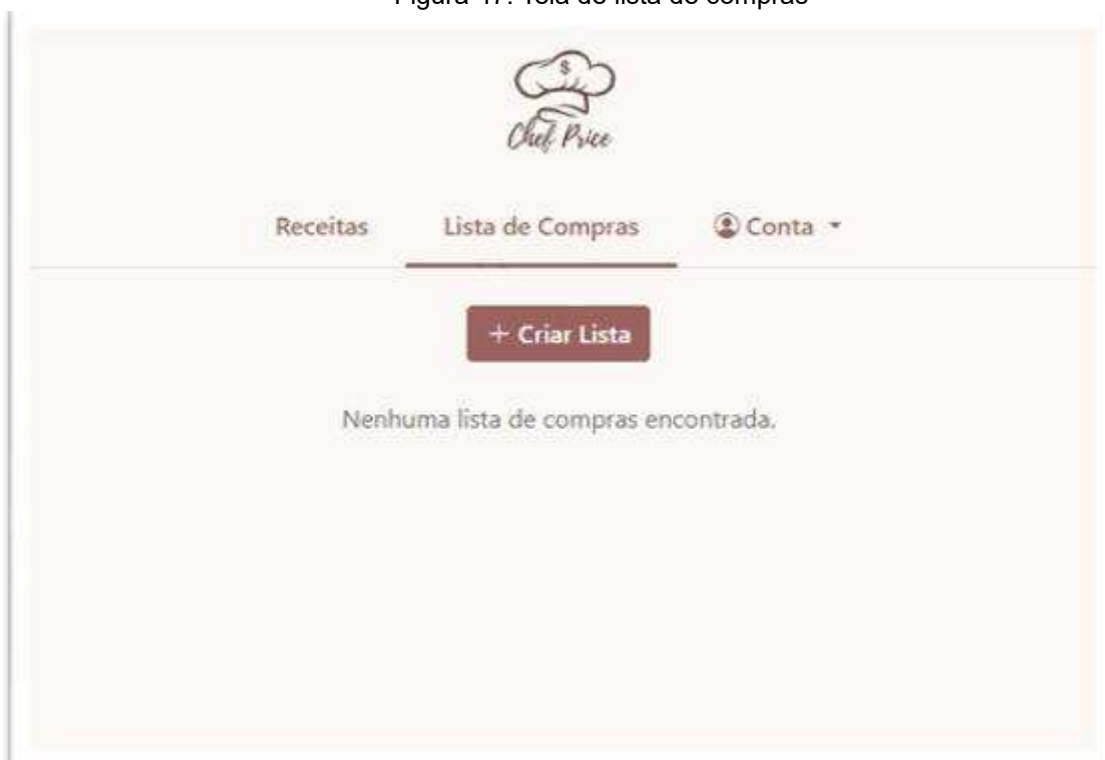 Figura 47: Tela de lista de compras
$
Chef Price
Receitas
Lista de Compras
Conta
+ Criar Lista
Nenhuma lista de compras encontrada.